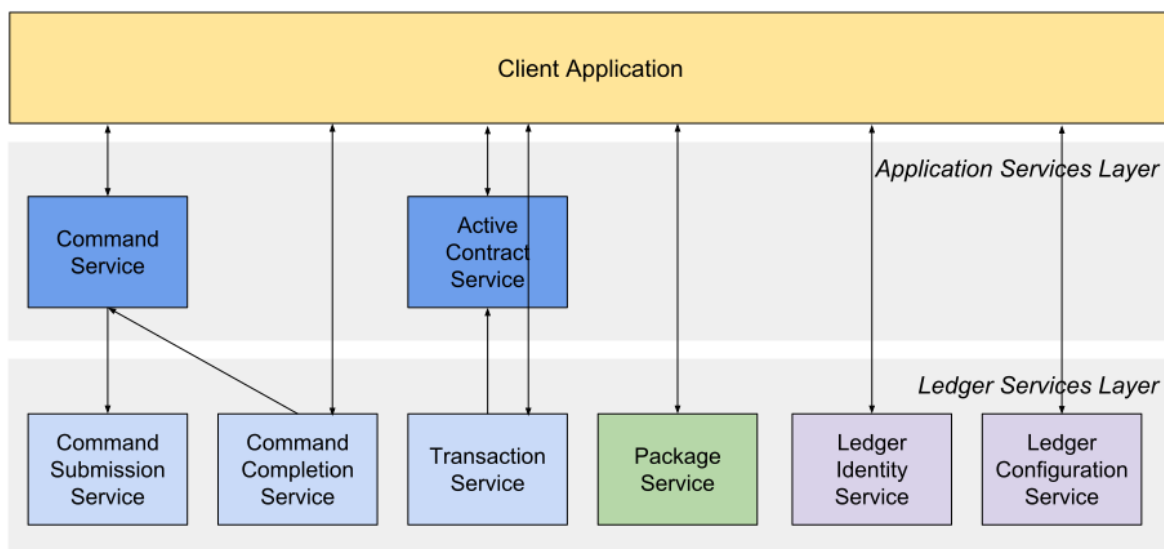 Client Application
Application Services Layer
Command
Service
Active
Contract
Service
Ledger Services Layer
Command
Submission
Service
Command
Completion
Service
Transaction
Service
Package
Service
Ledger
Identity
Service
Ledger
Configuration
Service